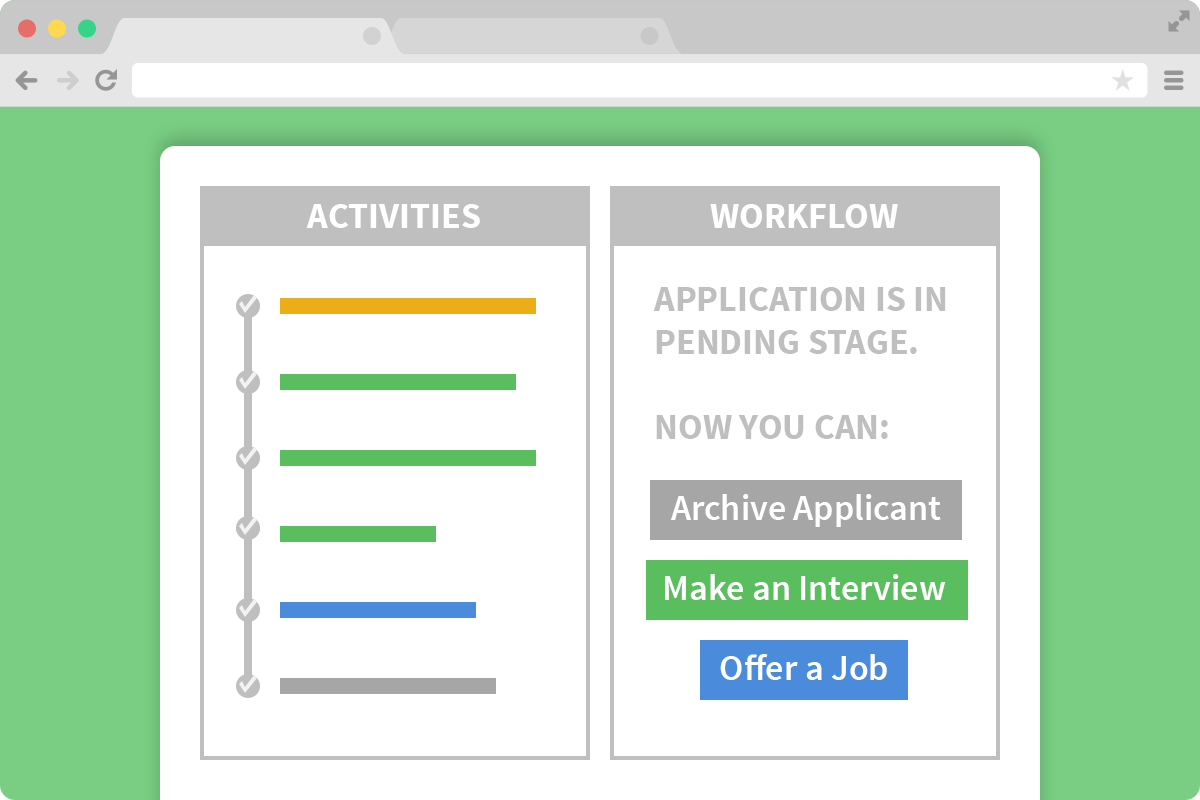 ACTIVITIES
WORKFLOW
APPLICATION IS IN
PENDING STAGE.
NOW YOU CAN:
Archive Applicant
Make an Interview
Offer a Job